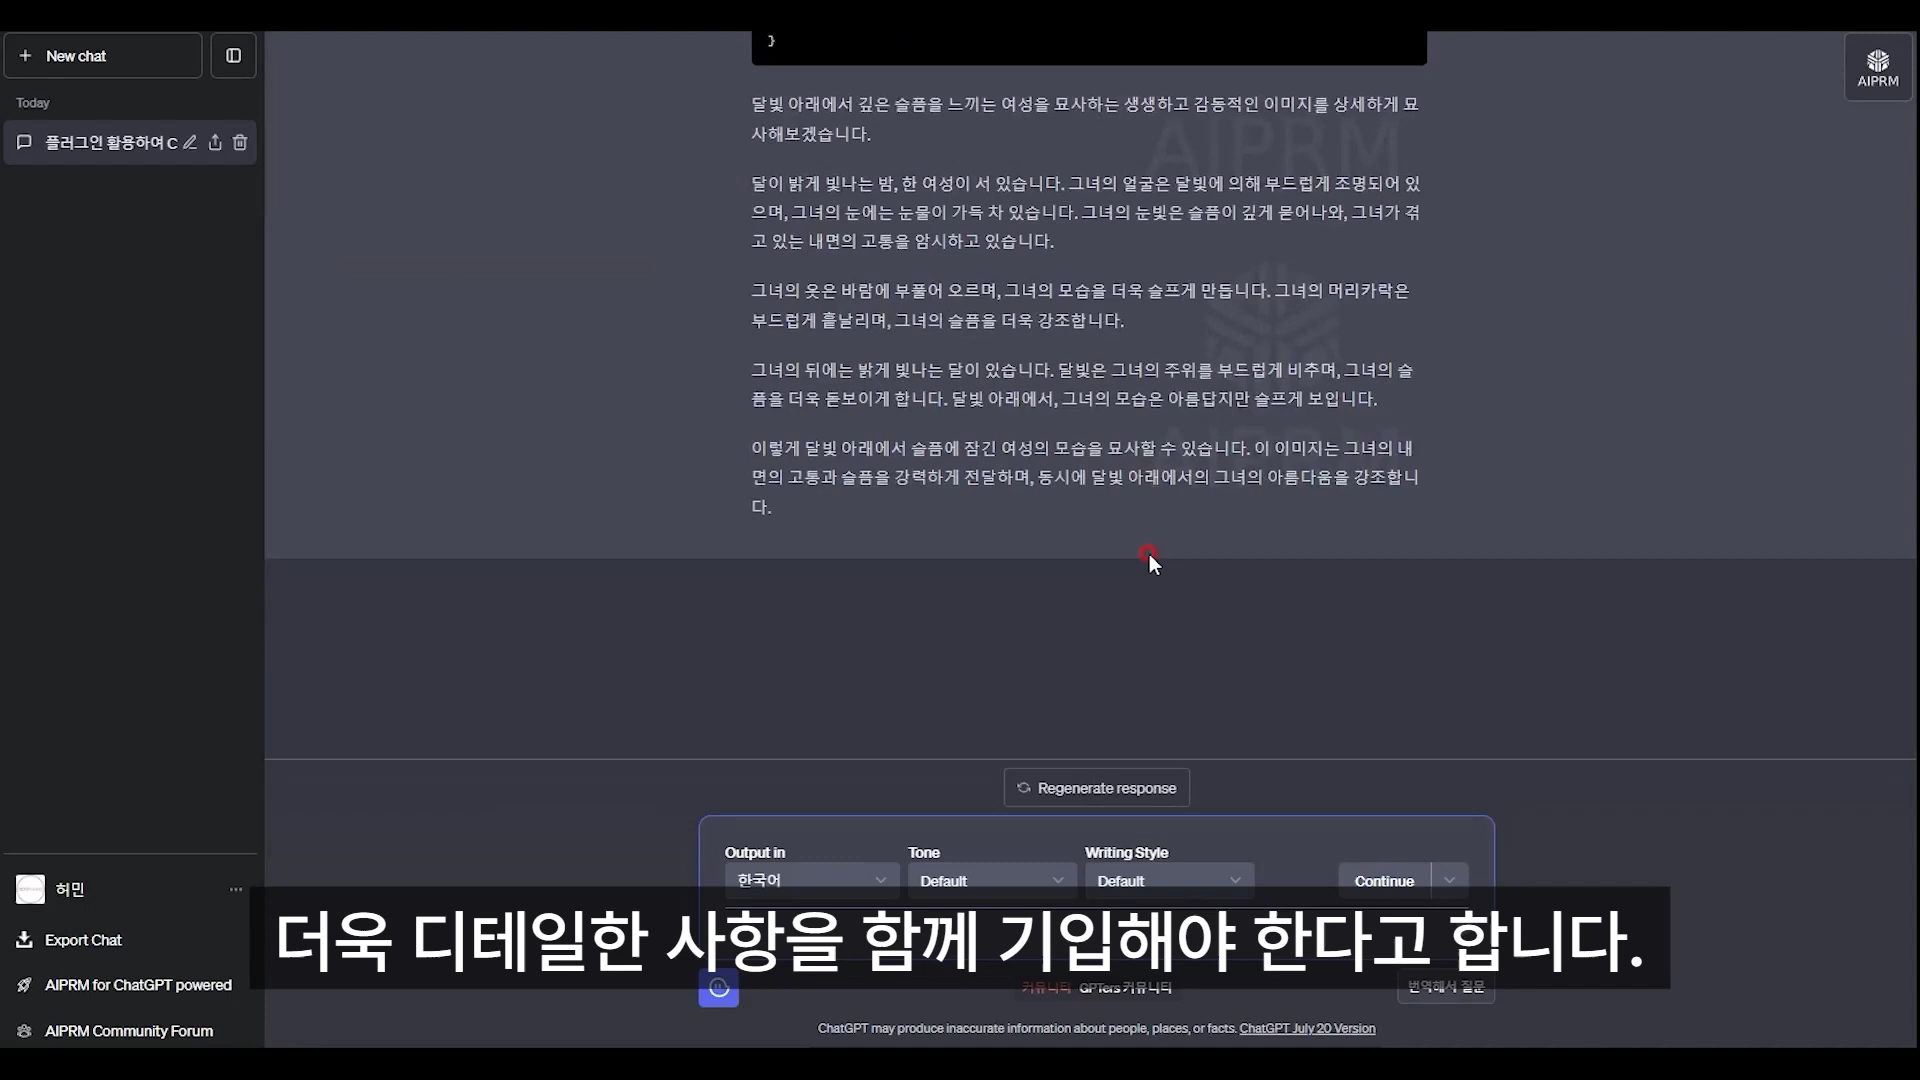 }
New chat
AIPRM
Today
플러그인 활용하여 C
달빛 아래에서 깊은 슬픔을 느끼는 여성을 묘사하는 생생하고 감동적인 이미지를 상세하게 묘
사해보겠습니다.
AIPRM
달이 밝게 빛나는 밤, 한 여성이 서 있습니다. 그녀의 얼굴은 달빛에 의해 부드럽게 조명되어 있
으며, 그녀의 눈에는 눈물이 가득 차 있습니다. 그녀의 눈빛은 슬픔이 깊게 묻어나와, 그녀가 겪
고 있는 내면의 고통을 암시하고 있습니다.
그녀의 옷은 바람에 부풀어 오르며, 그녀의 모습을 더욱 슬프게 만듭니다. 그녀의 머리카락은
부드럽게 흩날리며, 그녀의 슬픔을 더욱 강조합니다.
그녀의 뒤에는 밝게 빛나는 달이 있습니다. 달빛은 그녀의 주위를 부드럽게 비추며, 그녀의 슬
픔을 더욱 돋보이게 합니다. 달빛 아래에서, 그녀의 모습은 아름답지만 슬프게 보입니다.
이렇게 달빛 아래에서 슬픔에 잠긴 여성의 모습을 묘사할 수 있습니다. 이 이미지는 그녀의 내
면의 고통과 슬픔을 강력하게 전달하며, 동시에 달빛 아래에서의 그녀의 아름다움을 강조합니
다.
Regenerate response
Output in Tone Writing Style
한국어 Default Default Continue
허민
Export Chat
AIPRM for ChatGPT powered
AIPRM Community Forum
더욱 디테일한 사항을 함께 기입해야 한다고 합니다.
커뮤니티 GPTers 커뮤니티
번역해서 질문
ChatGPT may produce inaccurate information about people, places, or facts. ChatGPT July 20 Version